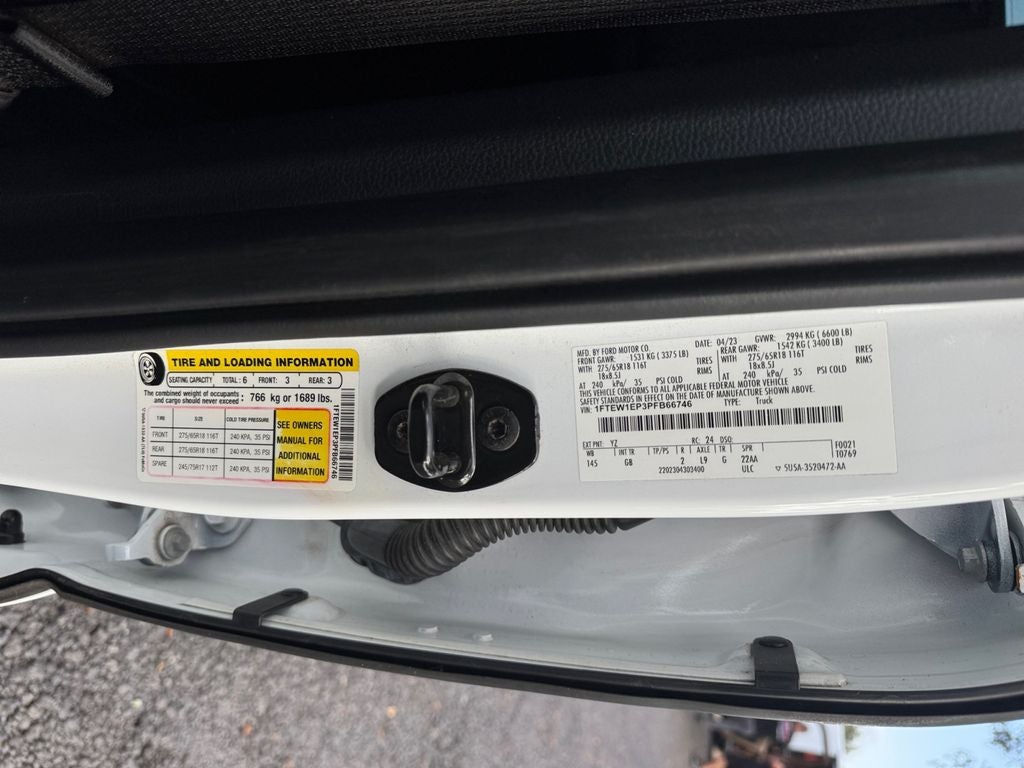 TIRE AND LOADING INFORMATION
SEATING CAPACITY TOTAL: 6 FRONT: 3 REAR: 3
The combined weight of occupants and cargo should never exceed : 766 kg or 1689 lbs.
TIRE SIZE COLD TIRE PRESSURE
FRONT 275/65R18 116T 240 KPA, 35 PSI
REAR 275/65R18 116T 240 KPA, 35 PSI
SPARE 245/75R17 112T 240 KPA, 35 PSI
SEE OWNERS
MANUAL FOR
ADDITIONAL
INFORMATION
1FTEW1EP3PFB66746
MFD. BY FORD MOTOR CO. DATE: 04/23 GVWR: 2994 KG ( 6600 LB)
FRONT GAWR: 1531 KG ( 3375 LB) REAR GAWR: 1542 KG ( 3400 LB)
WITH 275/65R18 116T TIRES WITH 275/65R18 116T TIRES
18x8.5J RIMS 18x8.5J RIMS
AT 240 kPa/ 35 PSI COLD AT 240 kPa/ 35 PSI COLD
THIS VEHICLE CONFORMS TO ALL APPLICABLE FEDERAL MOTOR VEHICLE
SAFETY STANDARDS IN EFFECT ON THE DATE OF MANUFACTURE SHOWN ABOVE.
VIN: 1FTEW1EP3PFB66746 TYPE: Truck
EXT PNT: YZ RC: 24 DSO: F0021
WB INT TR TP/PS R AXLE TR SPR T0769
145 GB 2 L9 G 22AA
2202304303400 ULC 5U5A-3520472-AA